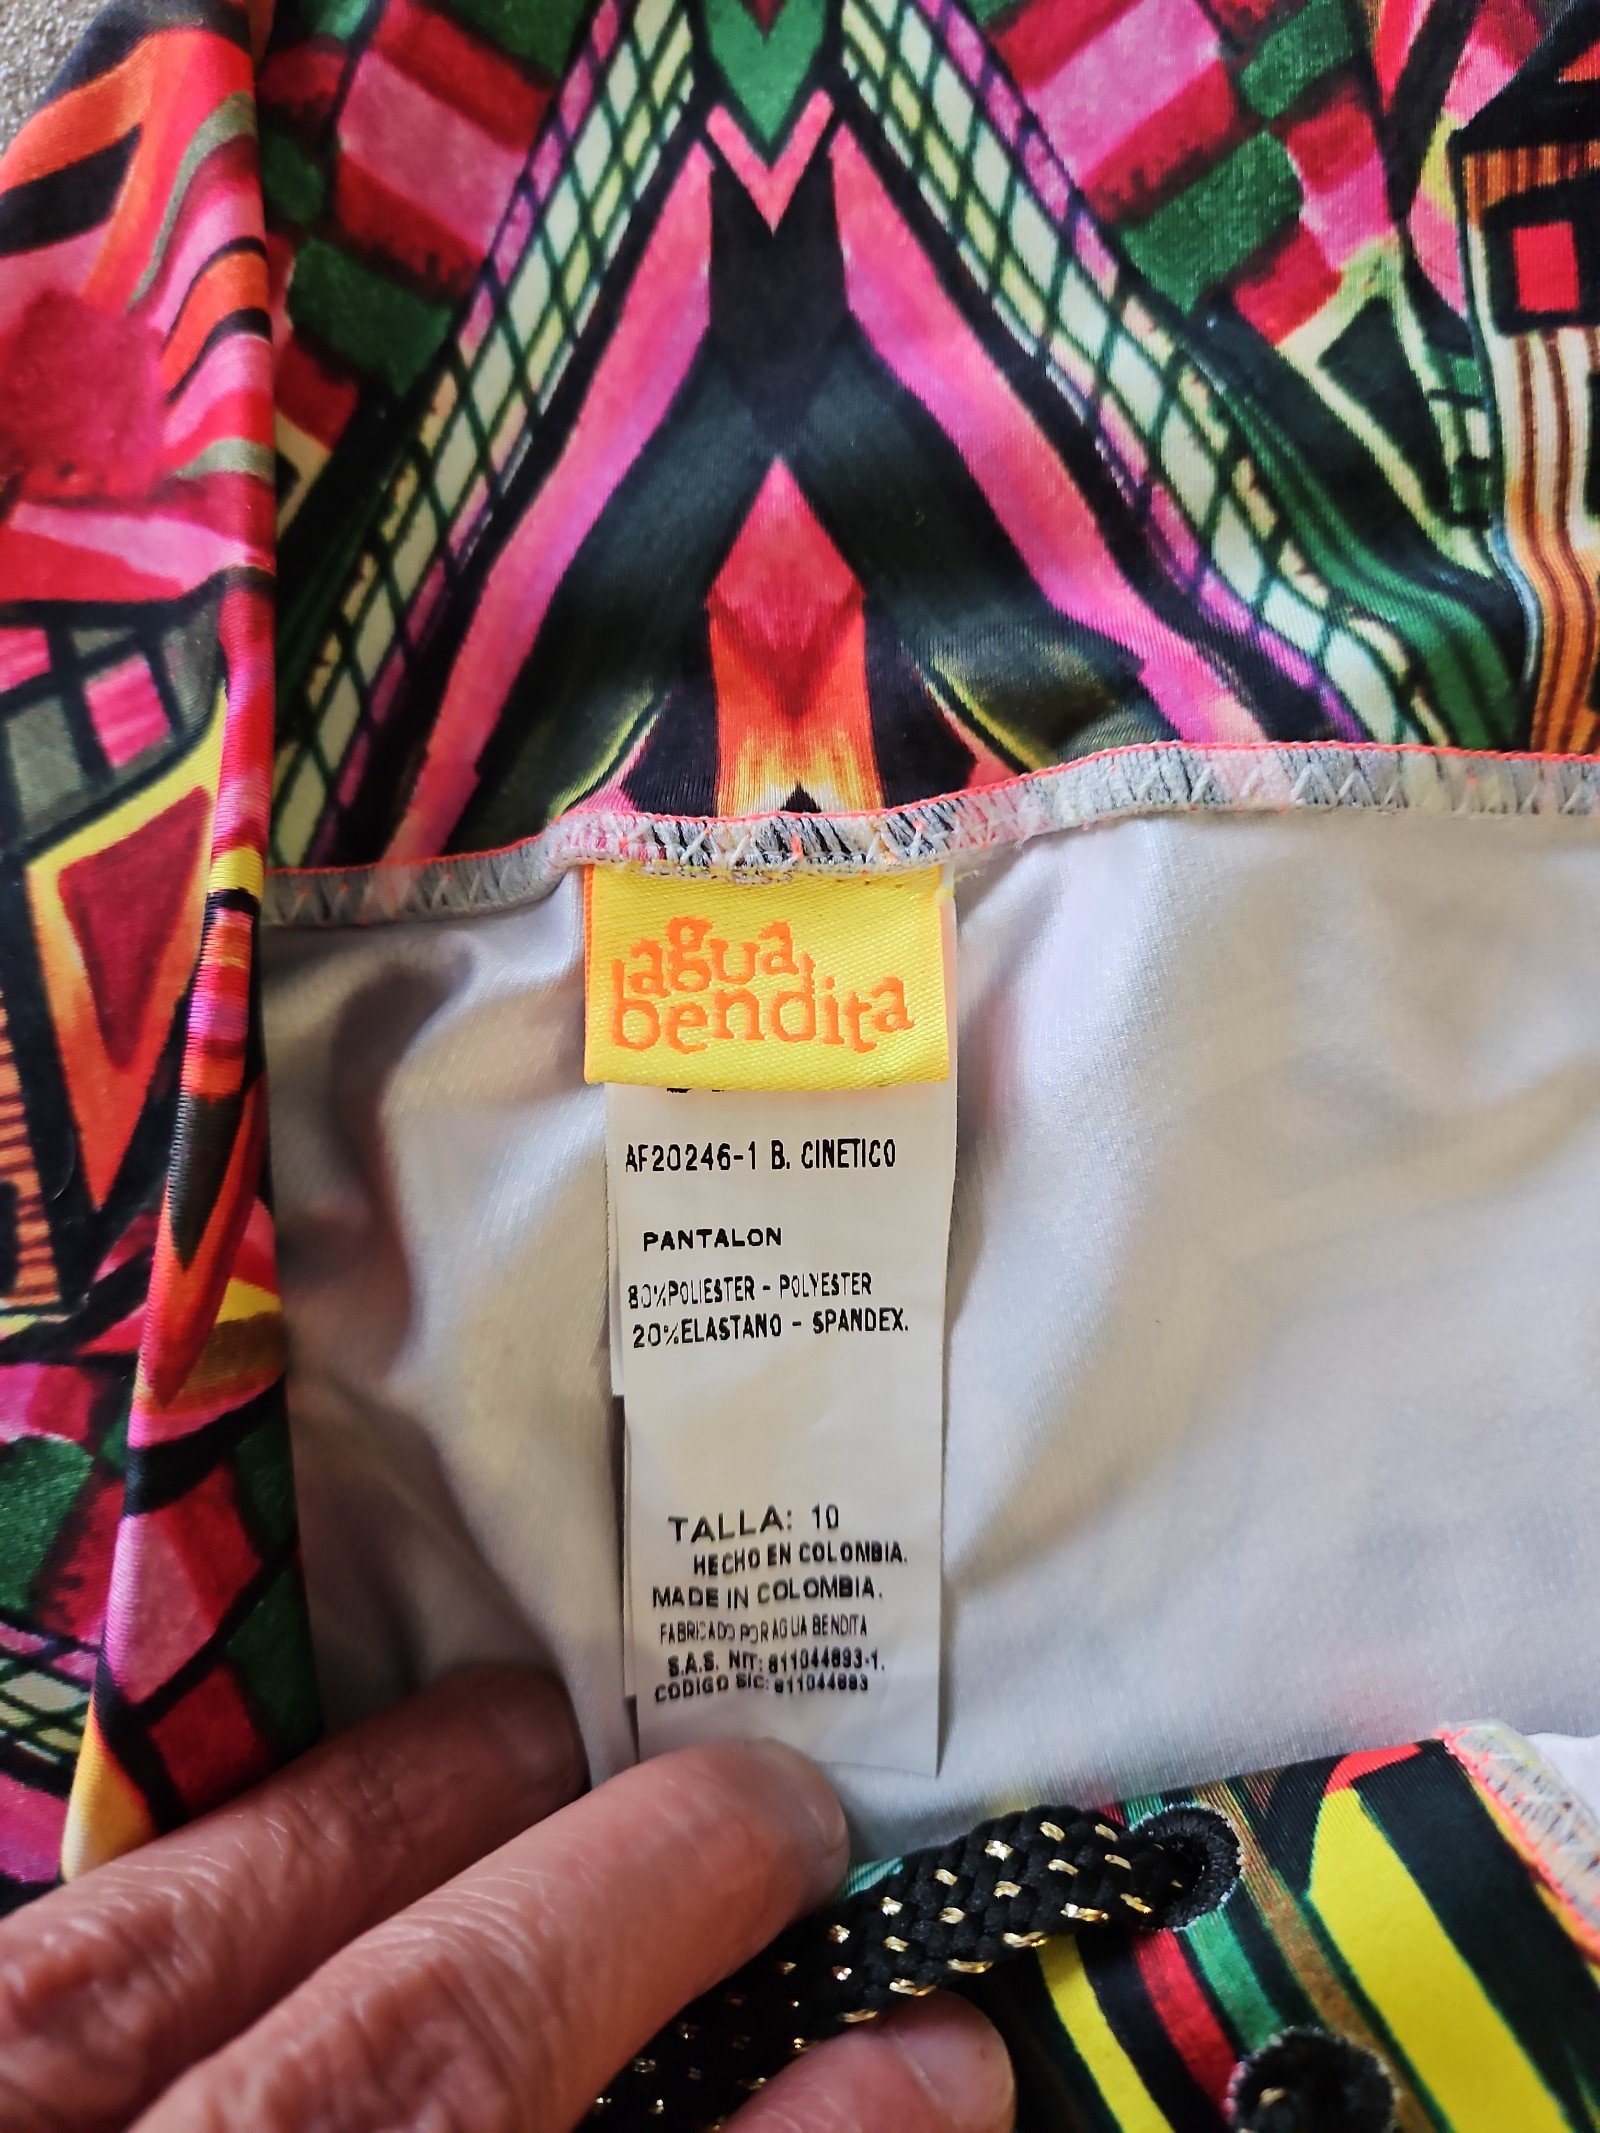 agua
bendita
AF20246-1 B. CINETICO
PANTALON
80%POLIESTER - POLYESTER
20%ELASTANO - SPANDEX.
TALLA: 10
HECHO EN COLOMBIA.
MADE IN COLOMBIA.
FABRICADO POR AGUA BENDITA
S.A.S. NIT: 811044893-1.
CODIGO SIC: 811044893